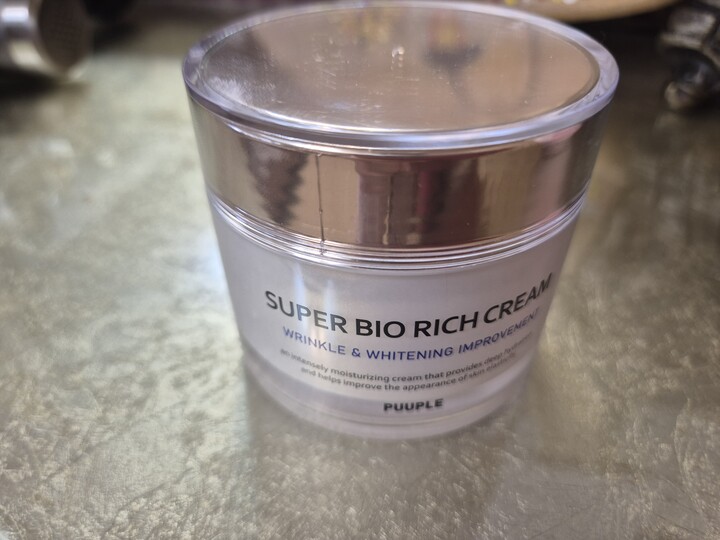 SUPER BIO RICH CREAM
WRINKLE & WHITENING IMPROVEMENT
an intensely moisturizing cream that provides deep
and helps improve the appearance of skin
PUUPLE